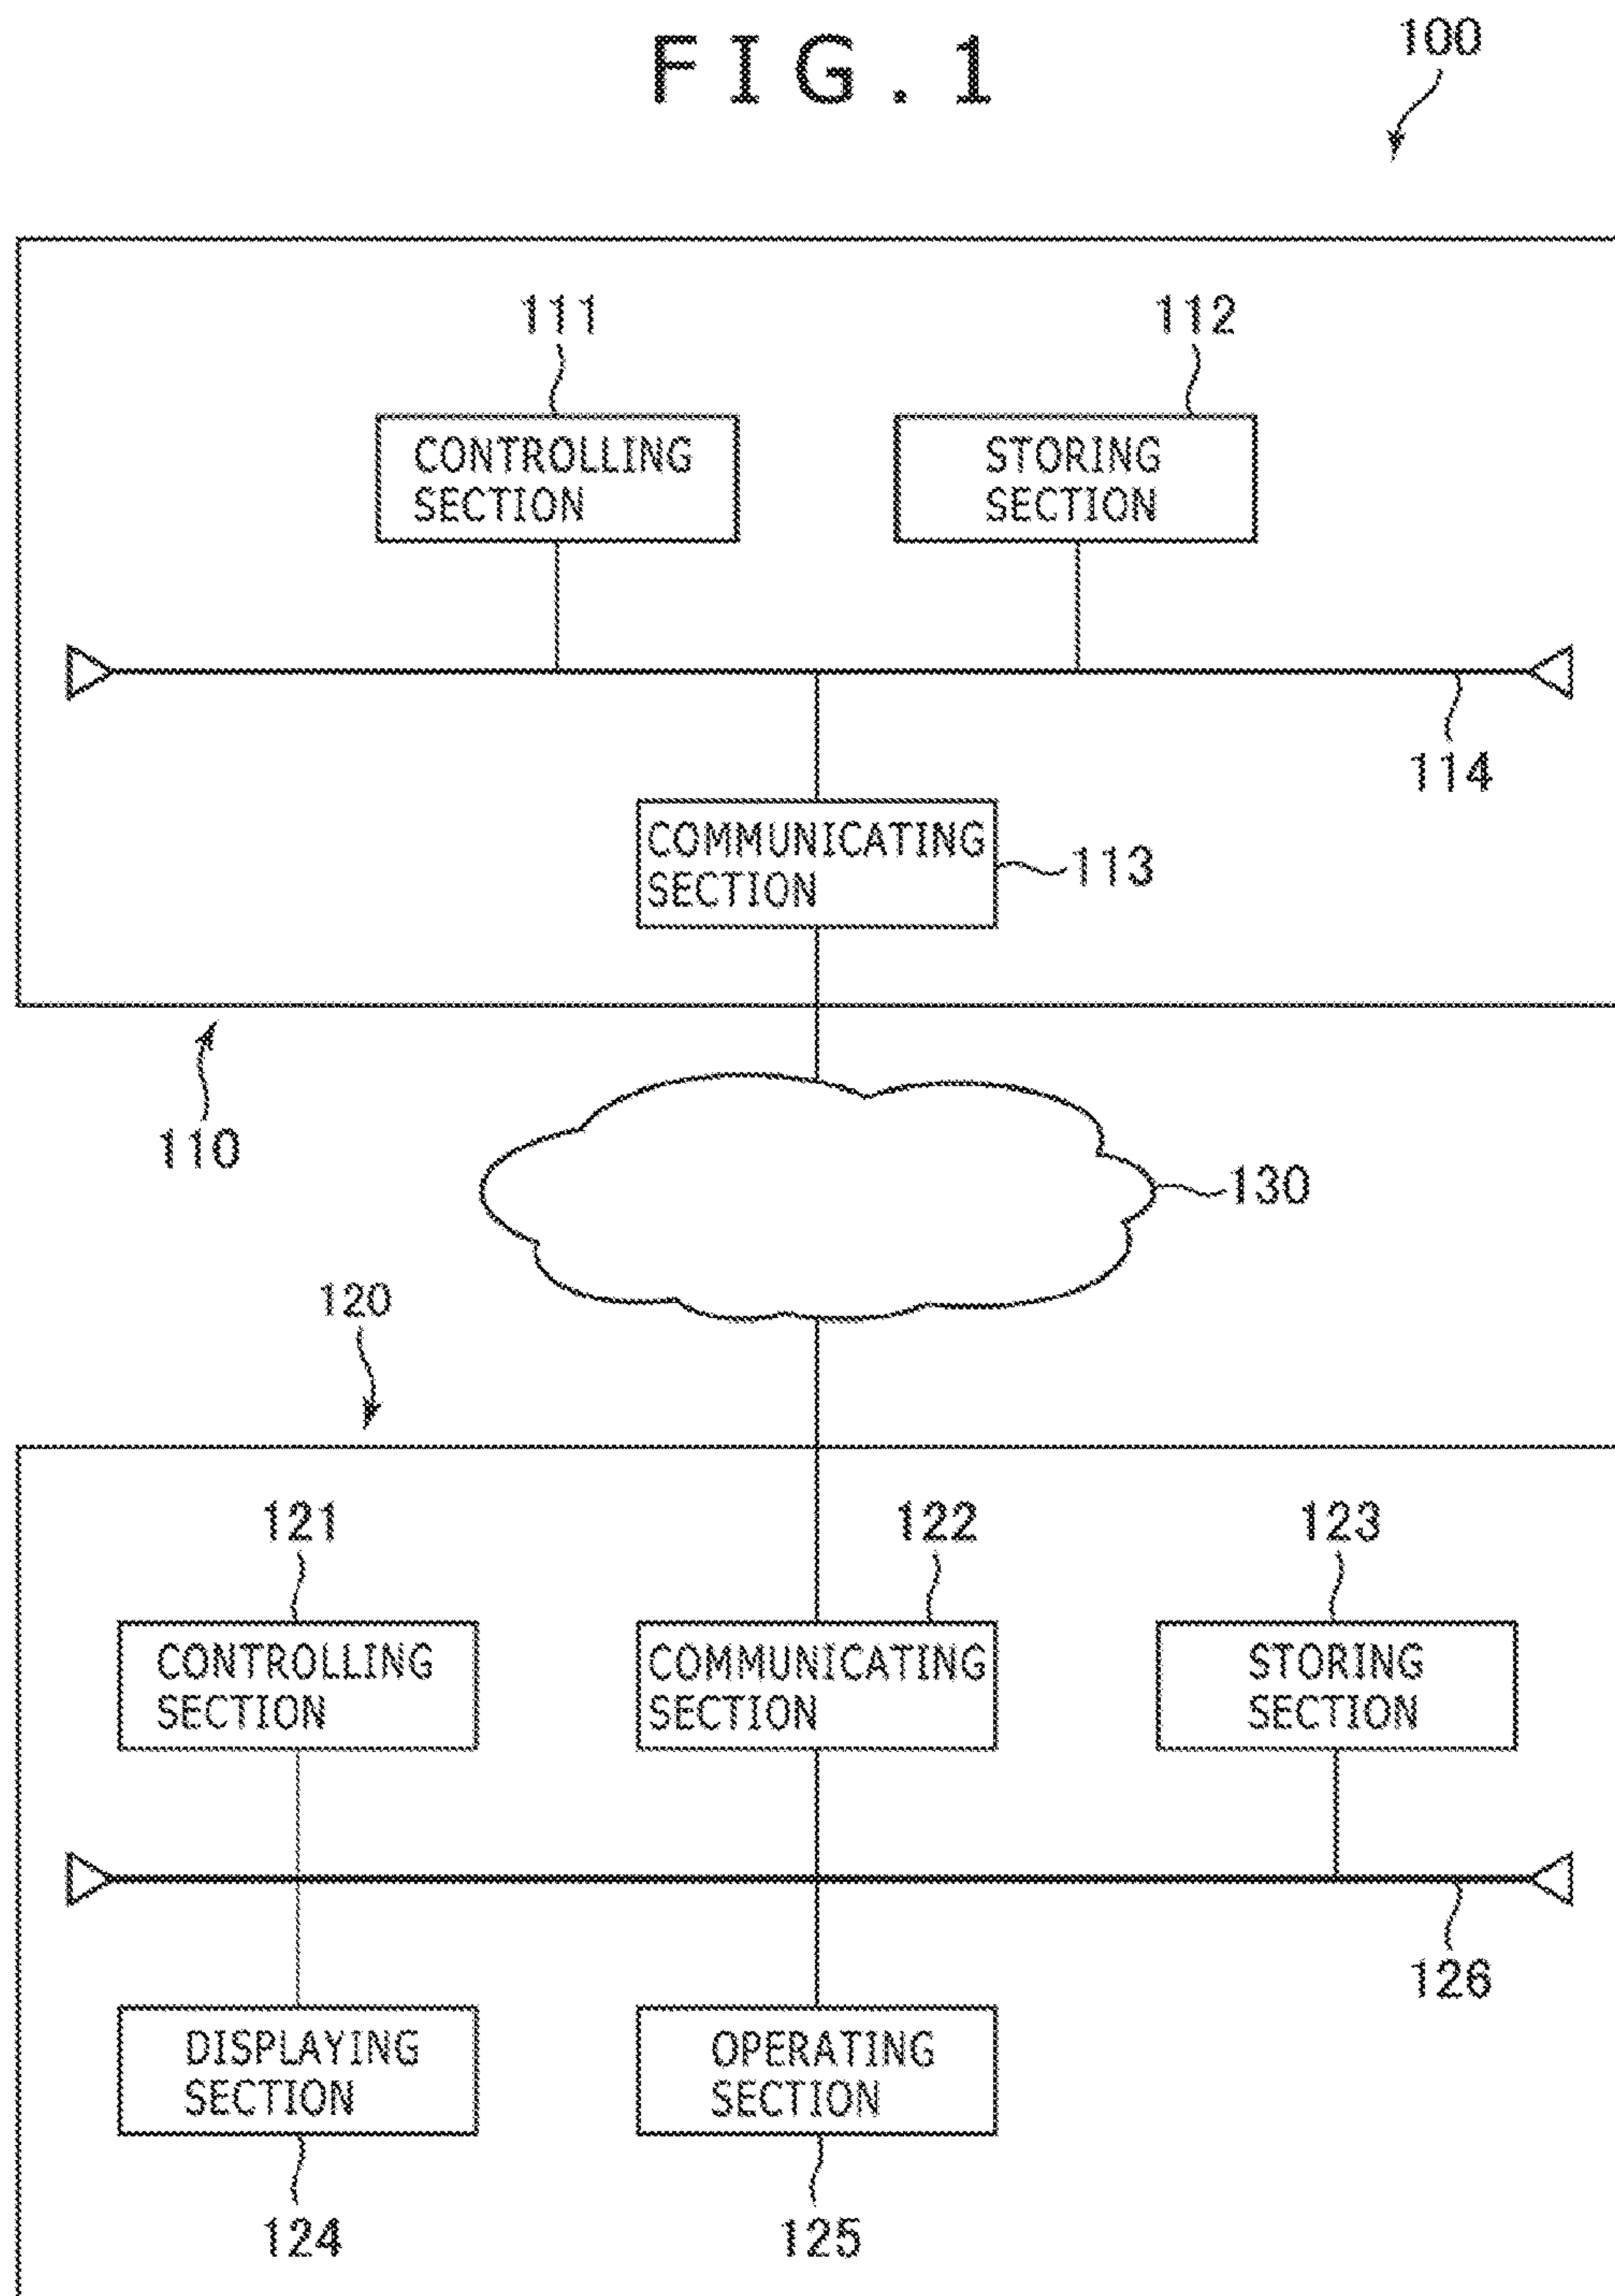 FIG.1
100
111
112
CONTROLLING
SECTION
STORING
SECTION
114
COMMUNICATING
SECTION
113
110
130
120
121
122
123
CONTROLLING
SECTION
COMMUNICATING
SECTION
STORING
SECTION
126
DISPLAYING
SECTION
OPERATING
SECTION
124
125